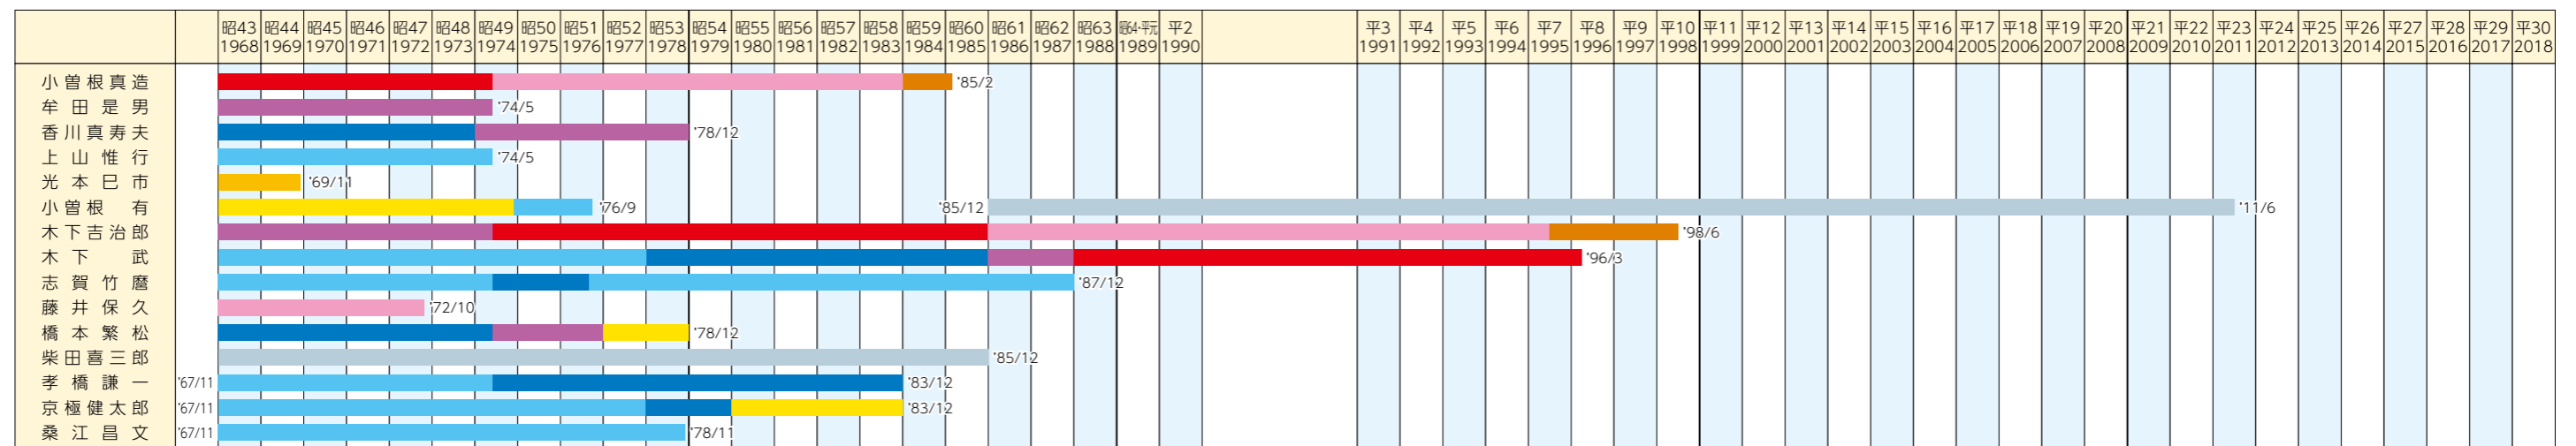 昭43 昭44 昭45 昭46 昭47 昭48 昭49 昭50 昭51 昭52 昭53 昭54 昭55 昭56 昭57 昭58 昭59 昭60 昭61 昭62 昭63 昭64・平元 平2 平3 平4 平5 平6 平7 平8 平9 平10 平11 平12 平13 平14 平15 平16 平17 平18 平19 平20 平21 平22 平23 平24 平25 平26 平27 平28 平29 平30
1968 1969 1970 1971 1972 1973 1974 1975 1976 1977 1978 1979 1980 1981 1982 1983 1984 1985 1986 1987 1988 1989 1990 1991 1992 1993 1994 1995 1996 1997 1998 1999 2000 2001 2002 2003 2004 2005 2006 2007 2008 2009 2010 2011 2012 2013 2014 2015 2016 2017 2018
小曽根真造 '85/2
牟田是男 '74/5
香川真寿夫 '78/12
上山惟行 '74/5
光本巳市 '69/11
小曽根 有 '76/9 '85/12 '11/6
木下吉治郎 '98/6
木下 武 '96/3
志賀竹麿 '87/12
藤井保久 '72/10
橋本繁松 '78/12
柴田喜三郎 '85/12
孝橋謙一 '67/11 '83/12
京極健太郎 '67/11 '83/12
桑江昌文 '67/11 '78/11